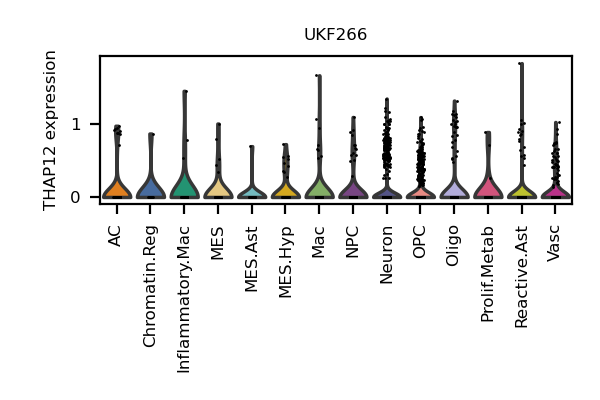 UKF266
THAP12 expression
1
0
AC
Chromatin.Reg
Inflammatory.Mac
MES
MES.Ast
MES.Hyp
Mac
NPC
Neuron
OPC
Oligo
Prolif.Metab
Reactive.Ast
Vasc